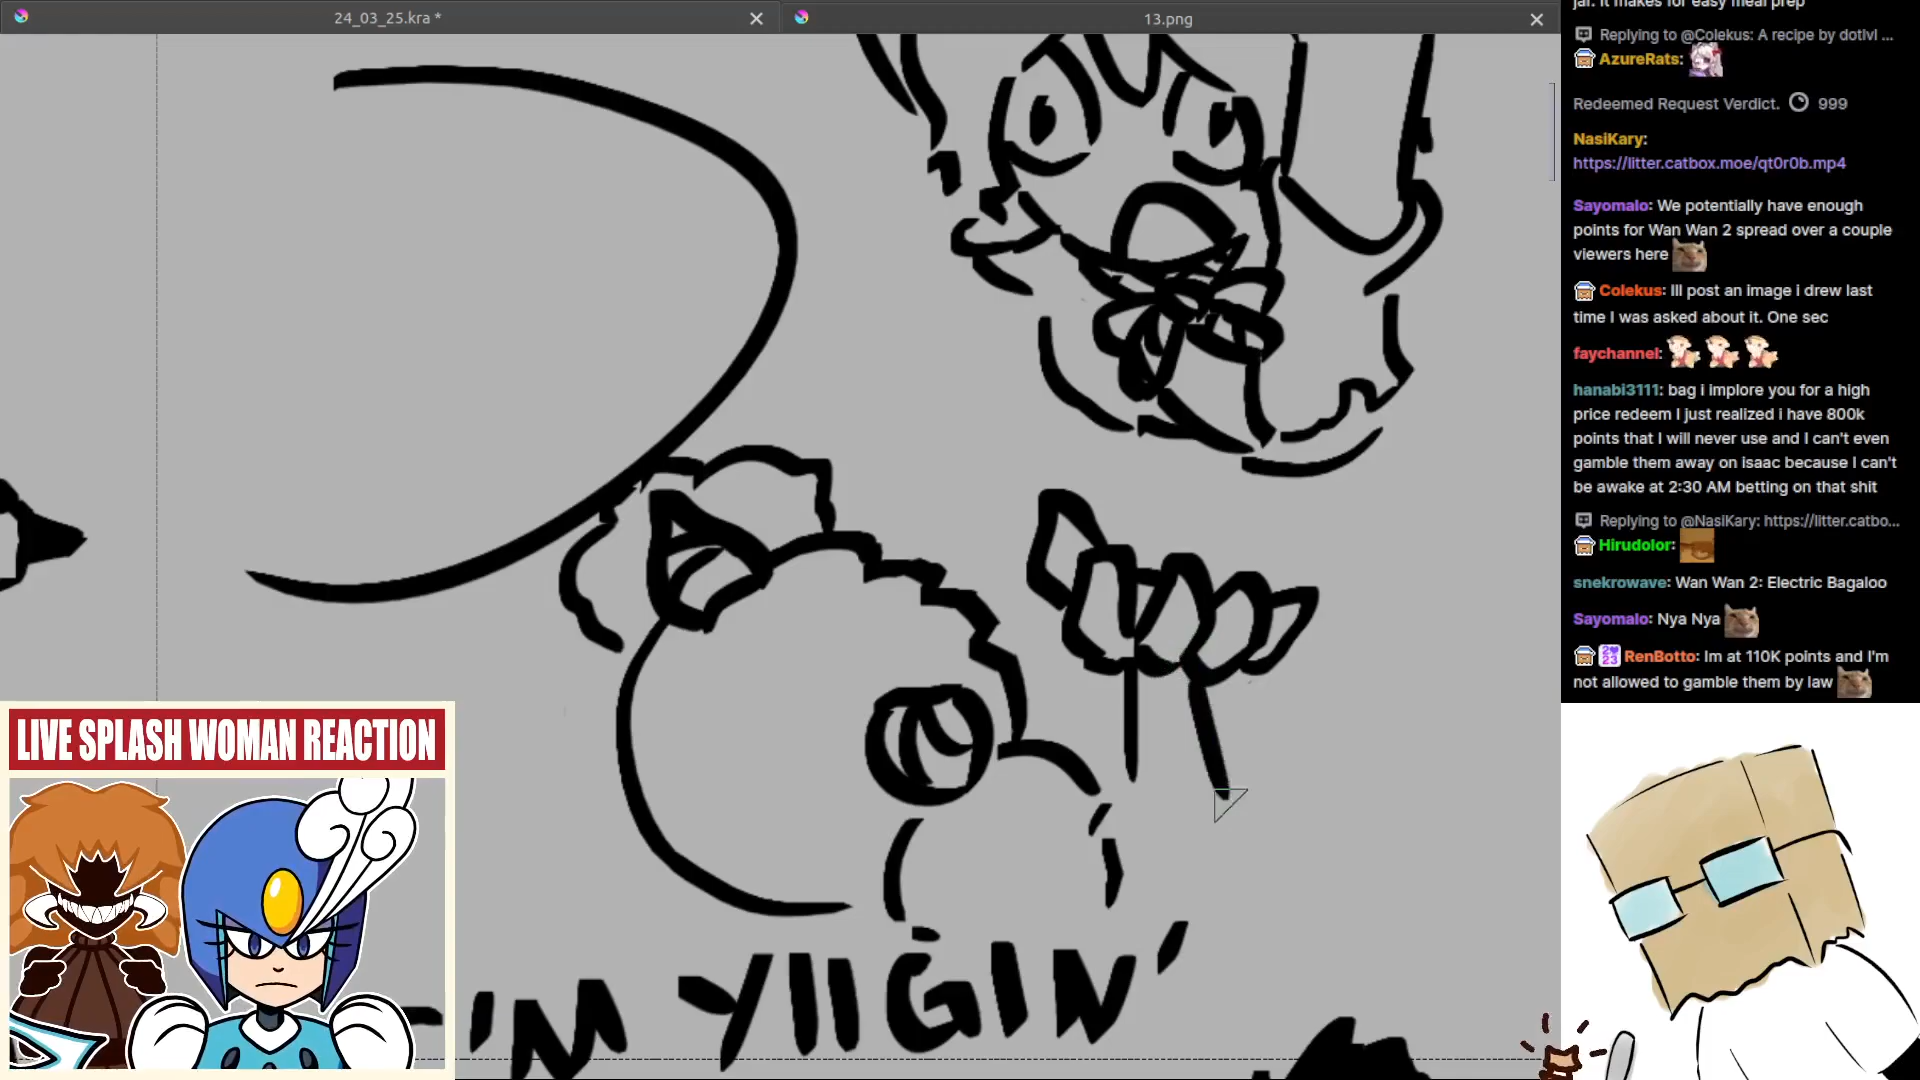 24_03_25.kra *
13.png
jar. it makes for easy meal prep
Replying to @Colekus: A recipe by dotlvl ...
AzureRats:
Redeemed Request Verdict. 999
NasiKary:
https://litter.catbox.moe/qt0r0b.mp4
Sayomalo: We potentially have enough
points for Wan Wan 2 spread over a couple
viewers here
Colekus: Ill post an image i drew last
time I was asked about it. One sec
faychannel:
hanabi3111: bag i implore you for a high
price redeem I just realized i have 800k
points that I will never use and I can't even
gamble them away on isaac because I can't
be awake at 2:30 AM betting on that shit
Replying to @NasiKary: https://litter.catbo...
Hirudolor:
snekrowave: Wan Wan 2: Electric Bagaloo
Sayomalo: Nya Nya
RenBotto: Im at 110K points and I'm
not allowed to gamble them by law
LIVE SPLASH WOMAN REACTION
I'M YIIGIN'